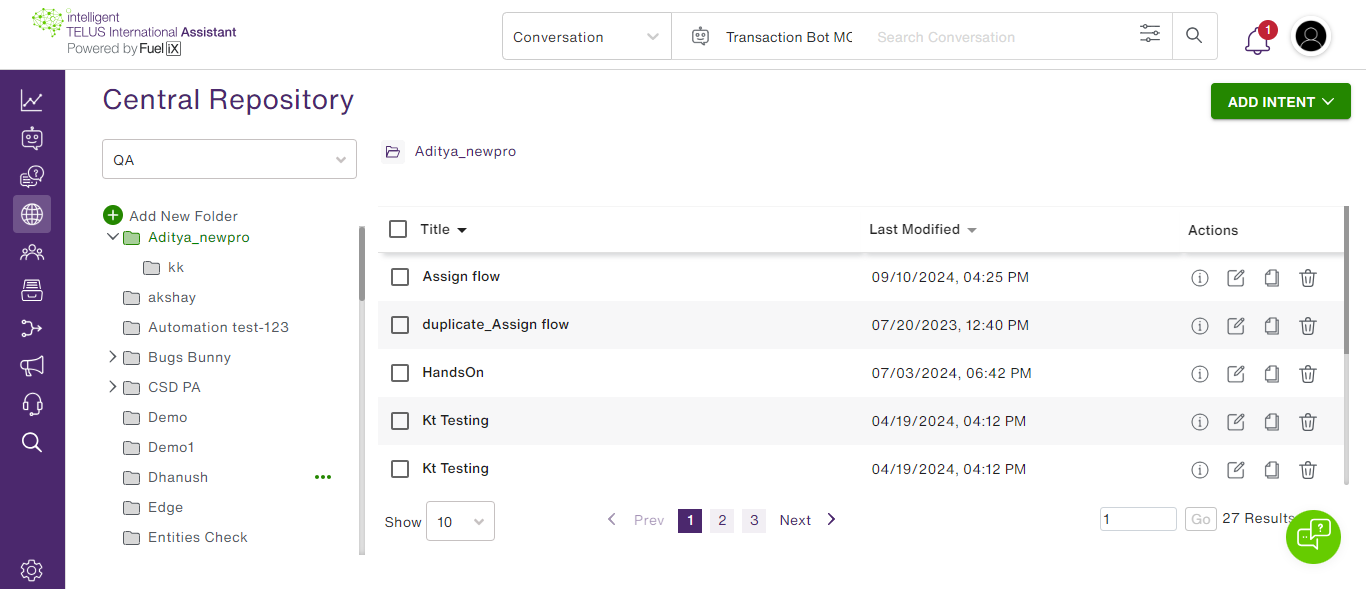 intelligent
TELUS International Assistant
Powered by Fuel iX
Conversation
Transaction Bot MC
Search Conversation
1
Central Repository
ADD INTENT
QA
Aditya_newpro
Add New Folder
Aditya_newpro
kk
akshay
Automation test-123
Bugs Bunny
CSD PA
Demo
Demo1
Dhanush
Edge
Entities Check
Title Last Modified Actions
Assign flow 09/10/2024, 04:25 PM
duplicate_Assign flow 07/20/2023, 12:40 PM
HandsOn 07/03/2024, 06:42 PM
Kt Testing 04/19/2024, 04:12 PM
Kt Testing 04/19/2024, 04:12 PM
Show 10 Prev 1 2 3 Next 1 Go 27 Results